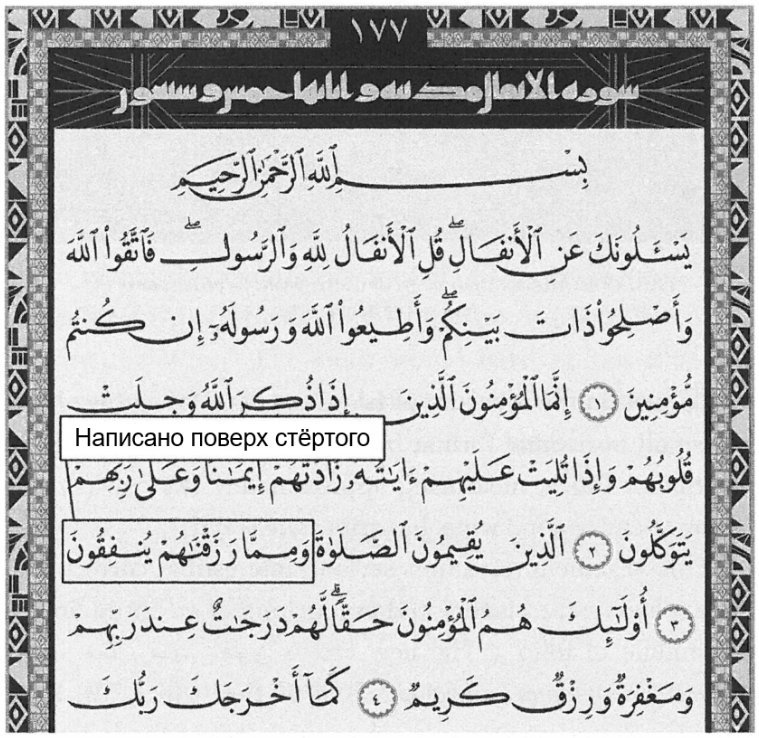 ١٧٧
سورة الأنفال مدنية وآياتها خمس وسبعون
بِسْمِ ٱللَّهِ ٱلرَّحْمَٰنِ ٱلرَّحِيمِ
يَسْـَٔلُونَكَ عَنِ ٱلْأَنفَالِ ۖ قُلِ ٱلْأَنفَالُ لِلَّهِ وَٱلرَّسُولِ ۖ فَٱتَّقُوا۟ ٱللَّهَ
وَأَصْلِحُوا۟ ذَاتَ بَيْنِكُمْ ۖ وَأَطِيعُوا۟ ٱللَّهَ وَرَسُولَهُۥٓ إِن كُنتُم
مُّؤْمِنِينَ ١ إِنَّمَا ٱلْمُؤْمِنُونَ ٱلَّذِينَ إِذَا ذُكِرَ ٱللَّهُ وَجِلَتْ
Написано поверх стёртого
قُلُوبُهُمْ وَإِذَا تُلِيَتْ عَلَيْهِمْ ءَايَٰتُهُۥ زَادَتْهُمْ إِيمَٰنًا وَعَلَىٰ رَبِّهِمْ
يَتَوَكَّلُونَ ٢ ٱلَّذِينَ يُقِيمُونَ ٱلصَّلَوٰةَ وَمِمَّا رَزَقْنَٰهُمْ يُنفِقُونَ
٣ أُو۟لَٰٓئِكَ هُمُ ٱلْمُؤْمِنُونَ حَقًّا ۚ لَّهُمْ دَرَجَٰتٌ عِندَ رَبِّهِمْ
وَمَغْفِرَةٌ وَرِزْقٌ كَرِيمٌ ٤ كَمَآ أَخْرَجَكَ رَبُّكَ